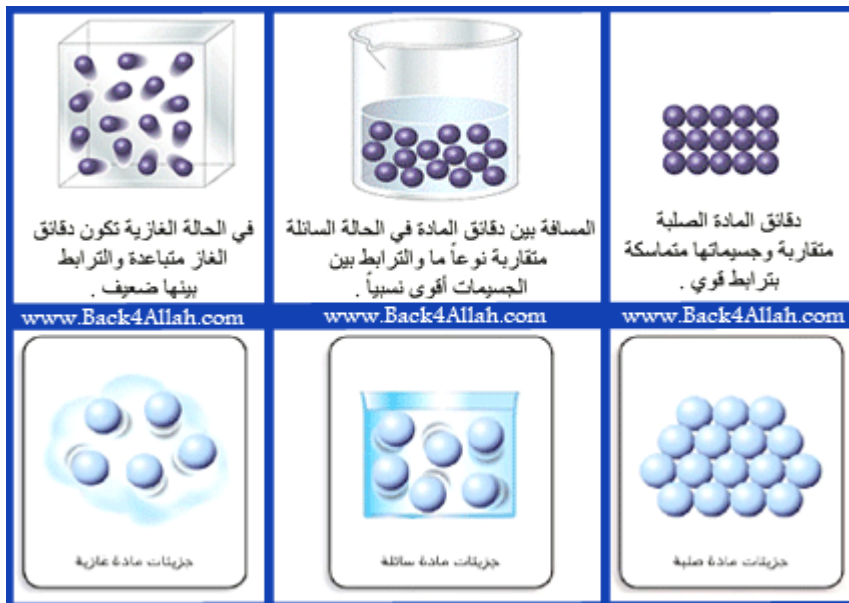 دقائق المادة الصلبة
متقاربة وجسيماتها متماسكة
بترابط قوي .
المسافة بين دقائق المادة في الحالة السائلة
متقاربة نوعاً ما والترابط بين
الجسيمات أقوى نسبياً .
في الحالة الغازية تكون دقائق
الغاز متباعدة والترابط
بينها ضعيف .
www.Back4Allah.com
www.Back4Allah.com
www.Back4Allah.com
جزيئات مادة صلبة
جزيئات مادة سائلة
جزيئات مادة غازية